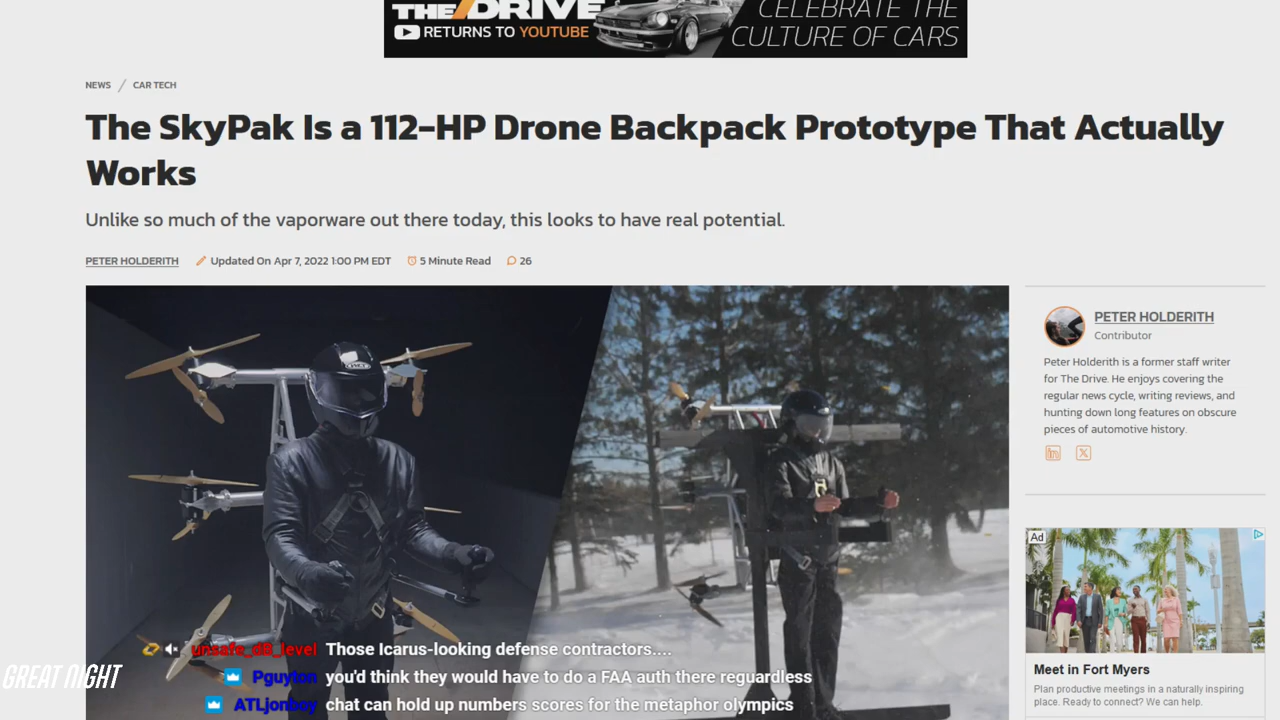 THE/DRIVE
RETURNS TO YOUTUBE
CELEBRATE THE
CULTURE OF CARS
NEWS / CAR TECH
The SkyPak Is a 112-HP Drone Backpack Prototype That Actually
Works
Unlike so much of the vaporware out there today, this looks to have real potential.
PETER HOLDERITH Updated On Apr 7, 2022 1:00 PM EDT 5 Minute Read 26
PETER HOLDERITH
Contributor
Peter Holderith is a former staff writer
for The Drive. He enjoys covering the
regular news cycle, writing reviews, and
hunting down long features on obscure
pieces of automotive history.
Ad
Meet in Fort Myers
Plan productive meetings in a naturally inspiring
place. Ready to connect? We can help.
unsafe_dB_level Those Icarus-looking defense contractors....
Pguyton you'd think they would have to do a FAA auth there reguardless
ATLjonboy chat can hold up numbers scores for the metaphor olympics
GREAT NIGHT